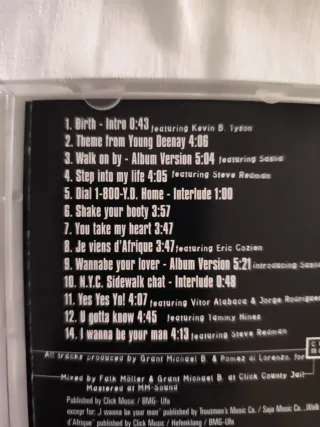 1. Birth - Intro 0:43 featuring Kevin B. Tyson
2. Theme from Young Deenay 4:06
3. Walk on by - Album Version 5:04 featuring
4. Step into my life 4:05 featuring Steve Redman
5. Dial 1-800-Y.D. Home - Interlude 1:00
6. Shake your booty 3:57
7. You take my heart 3:47
8. Je viens d'Afrique 3:47 featuring Eric Cozien
9. Wannabe your lover - Album Version 5:21 introducing
10. N.Y.C. Sidewalk chat - Interlude 0:48
11. Yes Yes Yo! 4:07 featuring Vitor Alabaca & Jorge
12. U gotta know 4:45 featuring Tammy Hines
14. I wanna be your man 4:13 featuring Steve Redman
All tracks produced by Grant Michael B. & Pomez di Lorenzo, for
Mixed by Falk Möller & Grant Michael B. at Click County Jail
Mastered at MM-Sound
Published by Click Music / BMG-Ufa
except for: „I wanna be your man" published by Troutman's Music Co. / Saja Music Co.
d'Afrique" published by Click Music / Hafenklang / BMG-Ufa